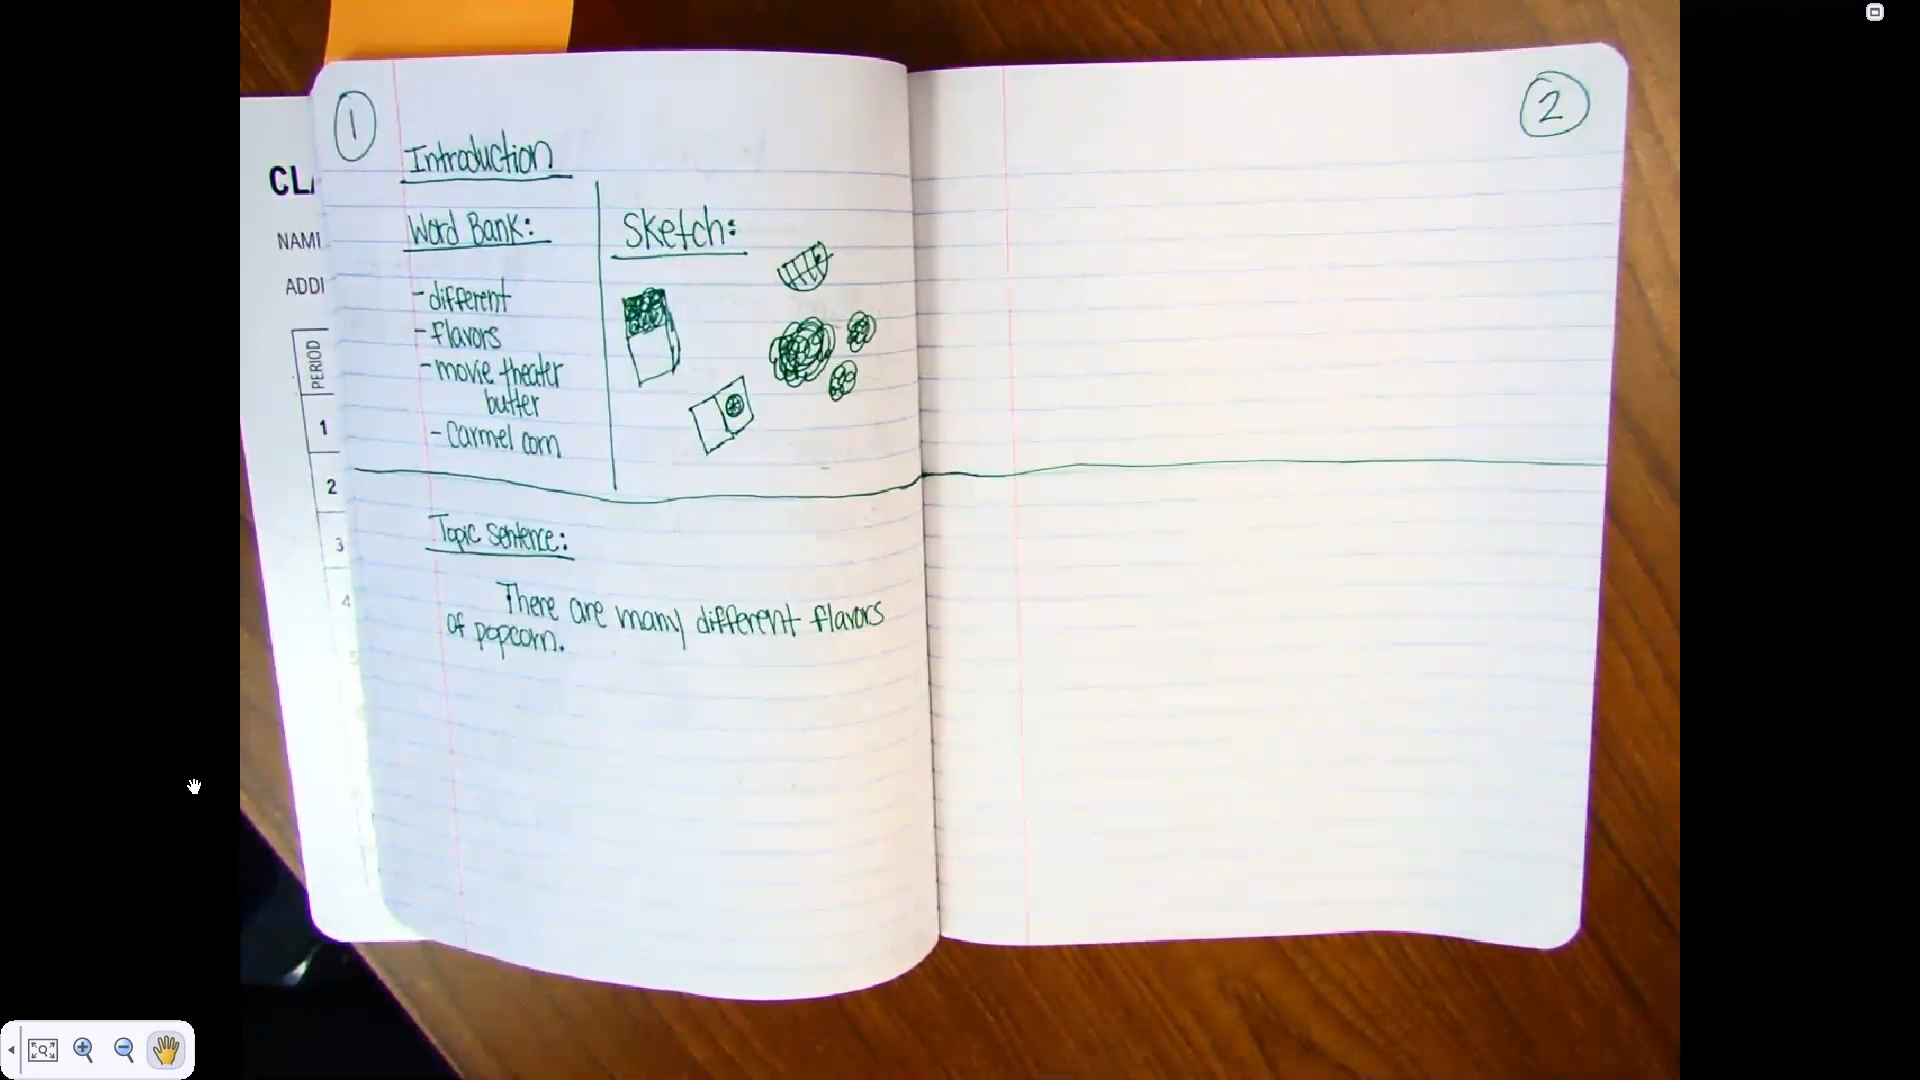 1
2
CLA
NAM
ADD
PERIOD
1
2
3
4
Introduction
Word Bank:
- different
- flavors
- movie theater
butter
- Carmel corn
Sketch:
Topic Sentence:
There are many different flavors
of popcorn.